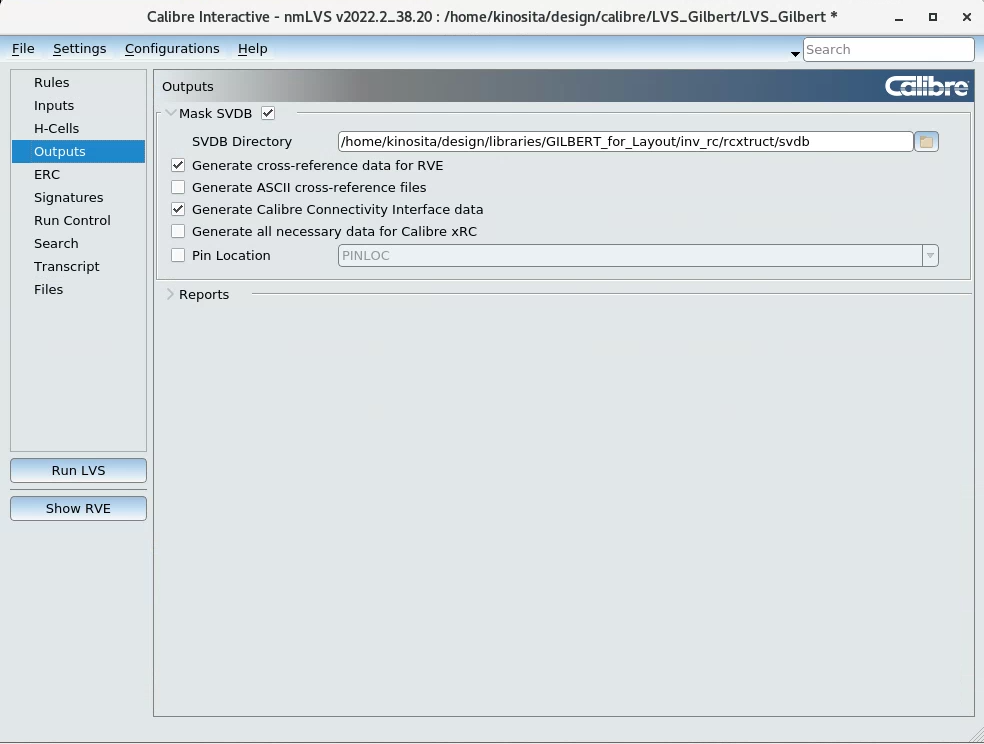 Calibre Interactive - nmLVS v2022.2_38.20 : /home/kinosita/design/calibre/LVS_Gilbert/LVS_Gilbert *
File Settings Configurations Help Search
Rules
Inputs
H-Cells
Outputs
ERC
Signatures
Run Control
Search
Transcript
Files
Run LVS
Show RVE
Outputs Calibre
Mask SVDB
SVDB Directory /home/kinosita/design/libraries/GILBERT_for_Layout/inv_rc/rcxtruct/svdb
Generate cross-reference data for RVE
Generate ASCII cross-reference files
Generate Calibre Connectivity Interface data
Generate all necessary data for Calibre xRC
Pin Location PINLOC
Reports